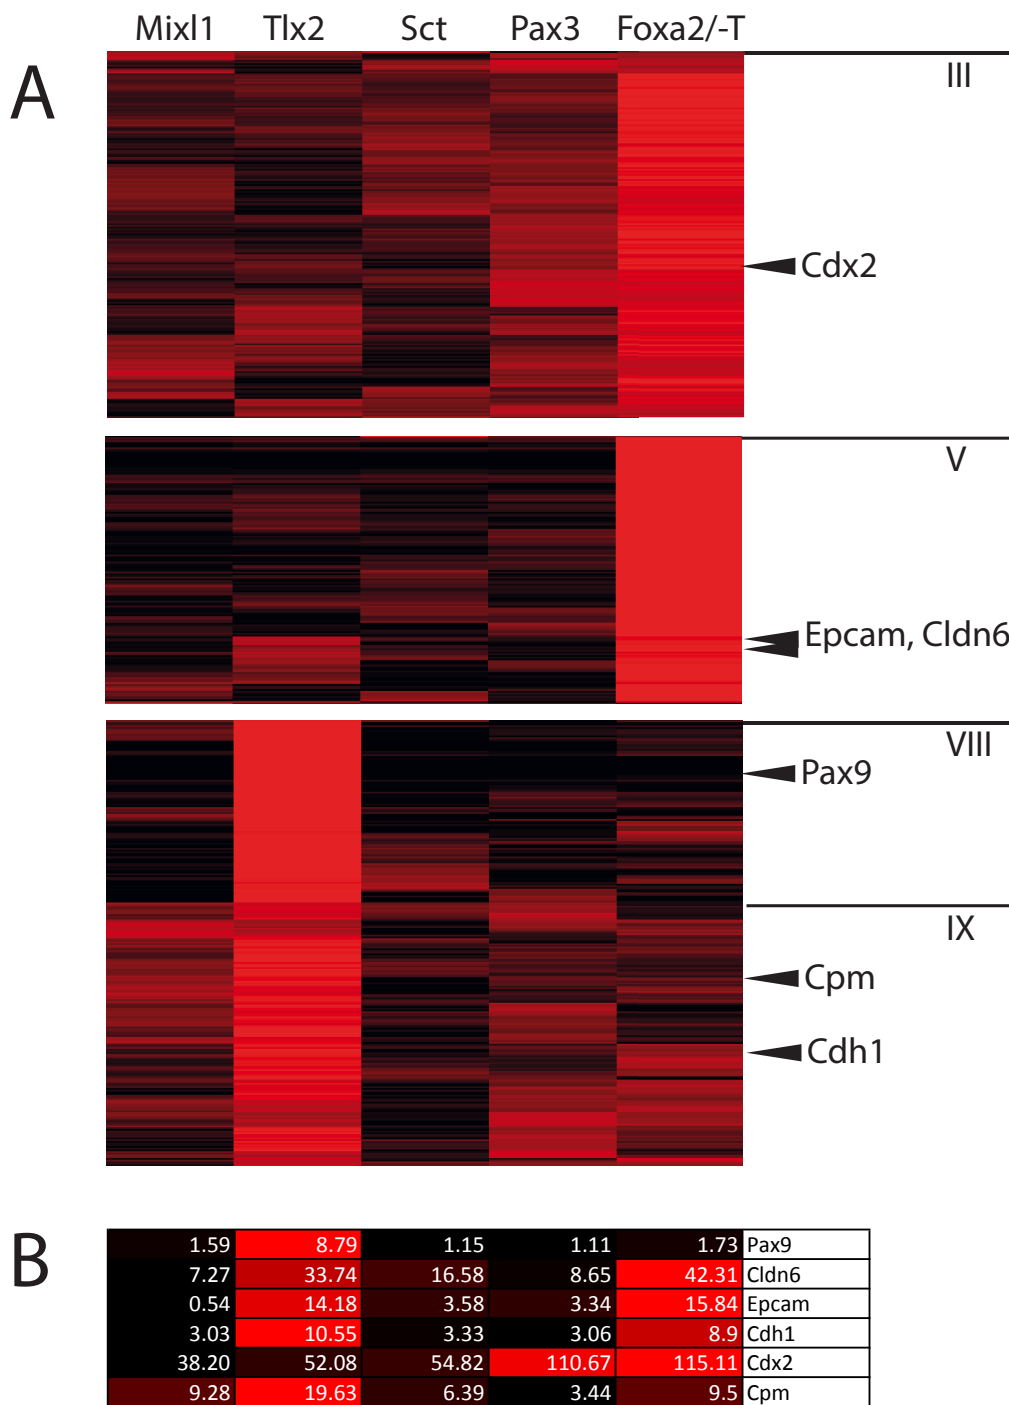 Mixl1 Tlx2 Sct Pax3 Foxa2/-T
A
III
Cdx2
V
Epcam, Cldn6
VIII
Pax9
IX
Cpm
Cdh1
B
1.59 8.79 1.15 1.11 1.73 Pax9
7.27 33.74 16.58 8.65 42.31 Cldn6
0.54 14.18 3.58 3.34 15.84 Epcam
3.03 10.55 3.33 3.06 8.9 Cdh1
38.20 52.08 54.82 110.67 115.11 Cdx2
9.28 19.63 6.39 3.44 9.5 Cpm